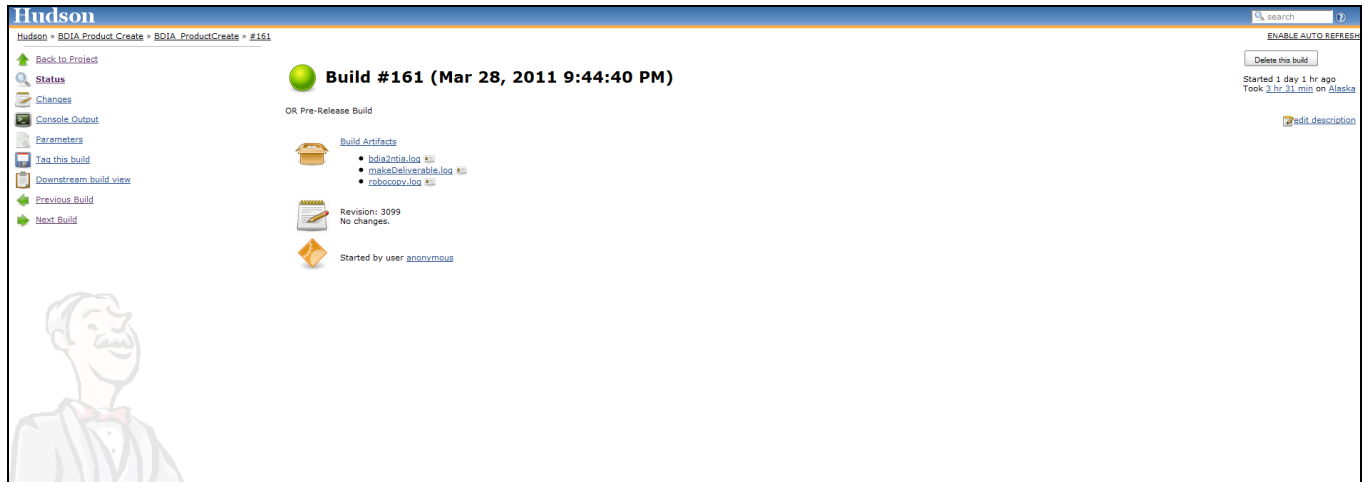 Hudson
search
Hudson » BDIA Product Create » BDIA_ProductCreate » #161
ENABLE AUTO REFRESH
Back to Project
Status
Changes
Console Output
Parameters
Tag this build
Downstream build view
Previous Build
Next Build
Build #161 (Mar 28, 2011 9:44:40 PM)
OR Pre-Release Build
Build Artifacts
bdia2ntia.log
makeDeliverable.log
robocopy.log
Revision: 3099
No changes.
Started by user anonymous
Delete this build
Started 1 day 1 hr ago
Took 3 hr 31 min on Alaska
edit description